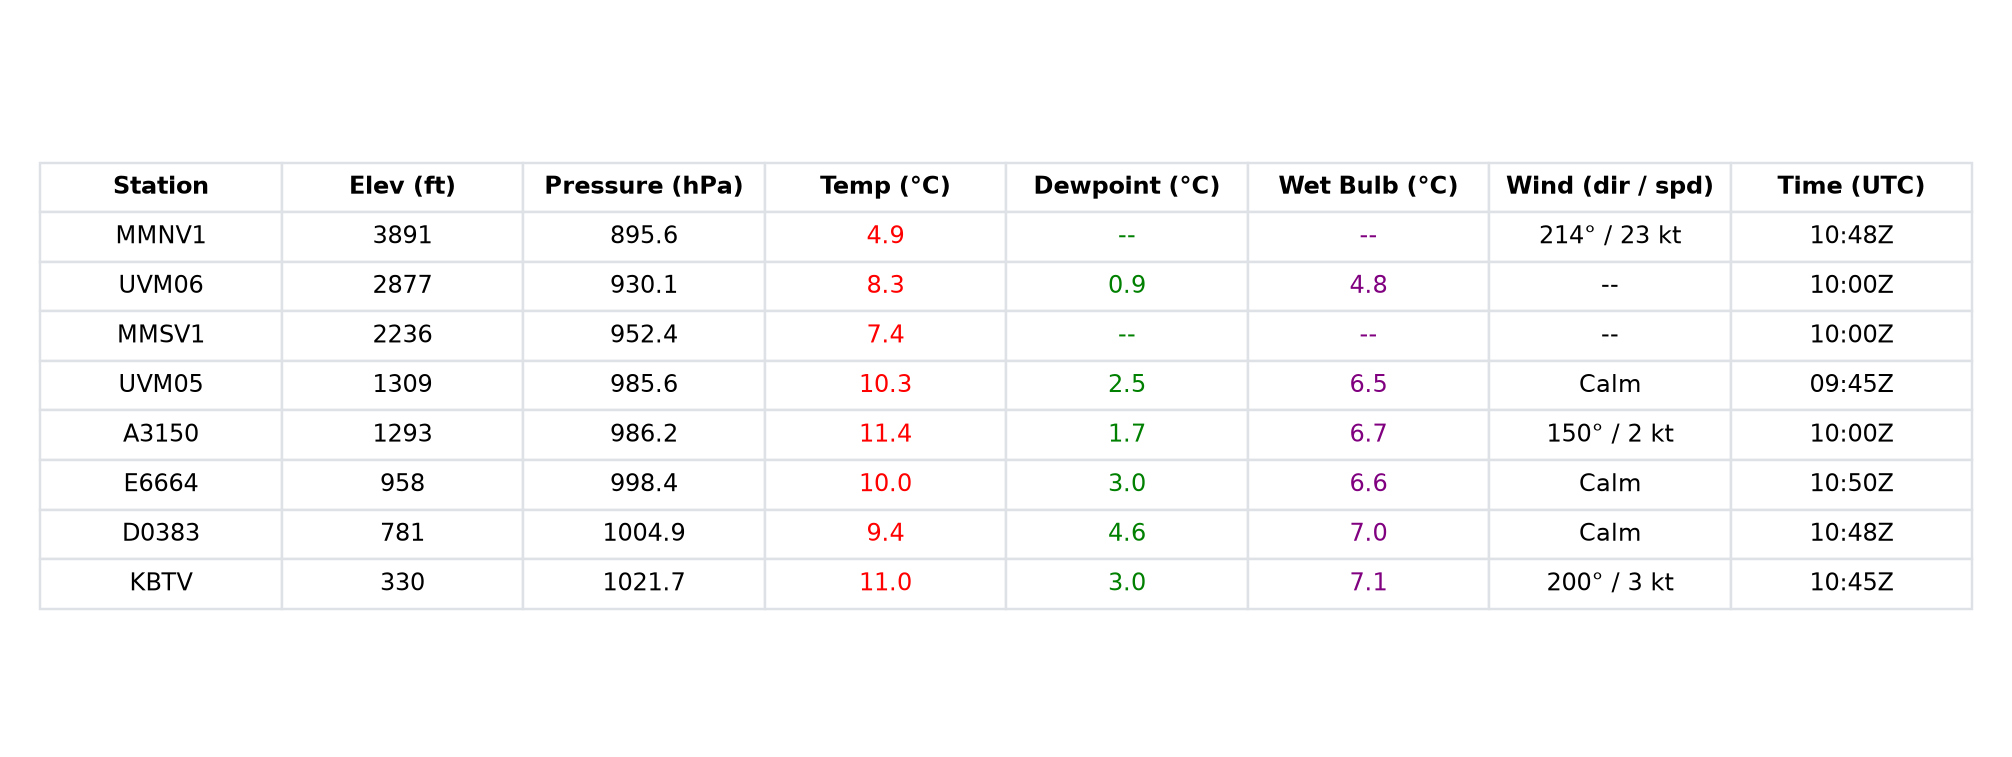 Station Elev (ft) Pressure (hPa) Temp (°C) Dewpoint (°C) Wet Bulb (°C) Wind (dir / spd) Time (UTC)
MMNV1 3891 895.6 4.9 -- -- 214° / 23 kt 10:48Z
UVM06 2877 930.1 8.3 0.9 4.8 -- 10:00Z
MMSV1 2236 952.4 7.4 -- -- -- 10:00Z
UVM05 1309 985.6 10.3 2.5 6.5 Calm 09:45Z
A3150 1293 986.2 11.4 1.7 6.7 150° / 2 kt 10:00Z
E6664 958 998.4 10.0 3.0 6.6 Calm 10:50Z
D0383 781 1004.9 9.4 4.6 7.0 Calm 10:48Z
KBTV 330 1021.7 11.0 3.0 7.1 200° / 3 kt 10:45Z